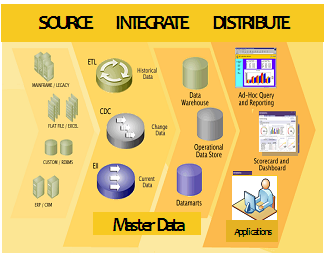 SOURCE INTEGRATE DISTRIBUTE
MAINFRAME / LEGACY
FLAT FILE / EXCEL
CUSTOM / RDBMS
ERP / CRM
ETL
Historical
Data
CDC
Change
Data
EII
Current
Data
Data
Warehouse
Operational
Data Store
Datamarts
Ad-Hoc Query
and Reporting
Scorecard and
Dashboard
Master Data
Applications